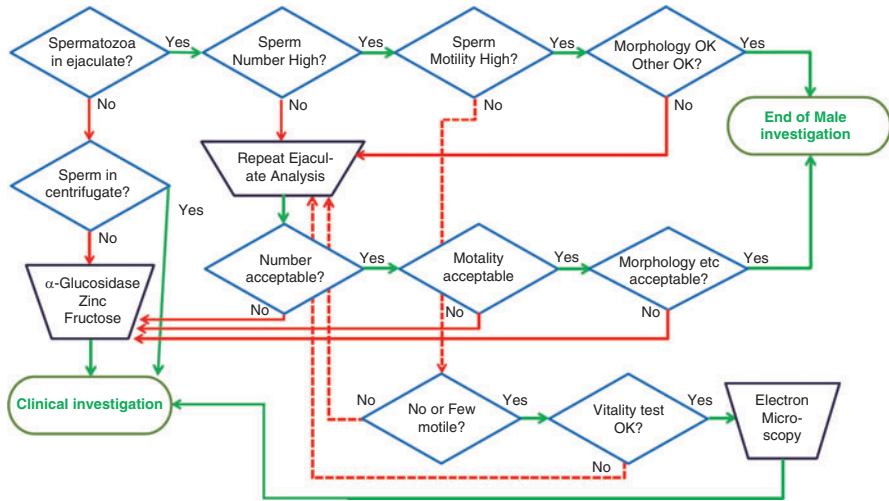 Spermatozoa
in ejaculate?
Yes
No
Sperm
Number High?
Yes
No
Sperm
Motility High?
Yes
No
Morphology OK
Other OK?
Yes
No
End of Male
investigation
Sperm in
centrifugate?
Yes
No
Repeat Ejacul-
ate Analysis
Number
acceptable?
Yes
No
Motality
acceptable
Yes
No
Morphology etc
acceptable?
Yes
No
α-Glucosidase
Zinc
Fructose
Clinical investigation
No
No or Few
motile?
Yes
Vitality test
OK?
Yes
No
Electron
Micro-
scopy